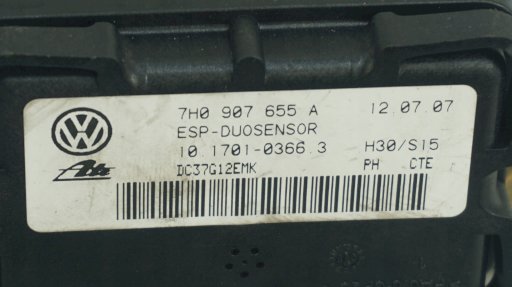 7H0 907 655 A 12.07.07
ESP-DUOSENSOR
10.1701-0366.3 H30/S15
DC37G12EMK PH CTE
Ate